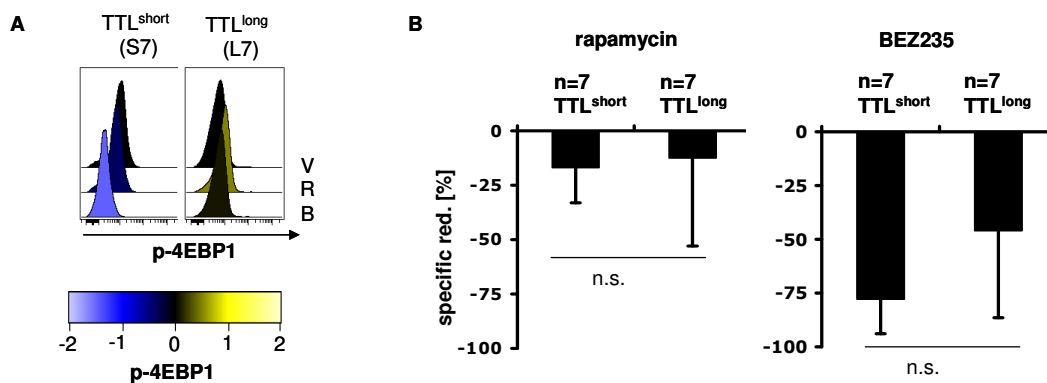 A
TTLshort
(S7)
TTLlong
(L7)
V
R
B
p-4EBP1
-2 -1 0 1 2
p-4EBP1
B
rapamycin
n=7
TTLshort
n=7
TTLlong
specific red. [%]
0
-25
-50
-75
-100
n.s.
BEZ235
n=7
TTLshort
n=7
TTLlong
0
-25
-50
-75
-100
n.s.